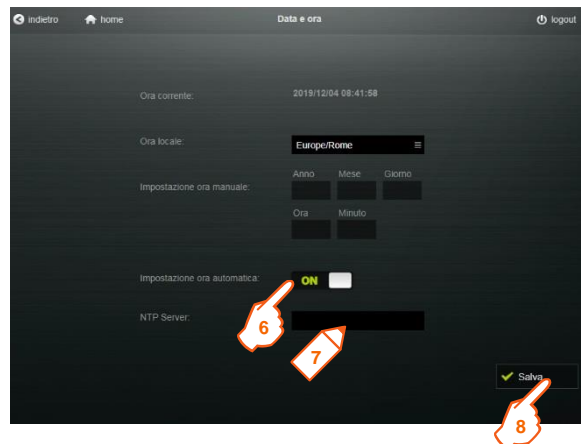 indietro home Data e ora logout
Ora corrente: 2019/12/04 08:41:58
Ora locale: Europe/Rome
Anno Mese Giorno
Impostazione ora manuale:
Ora Minuto
Impostazione ora automatica: ON
6
NTP Server:
7
Salva
8